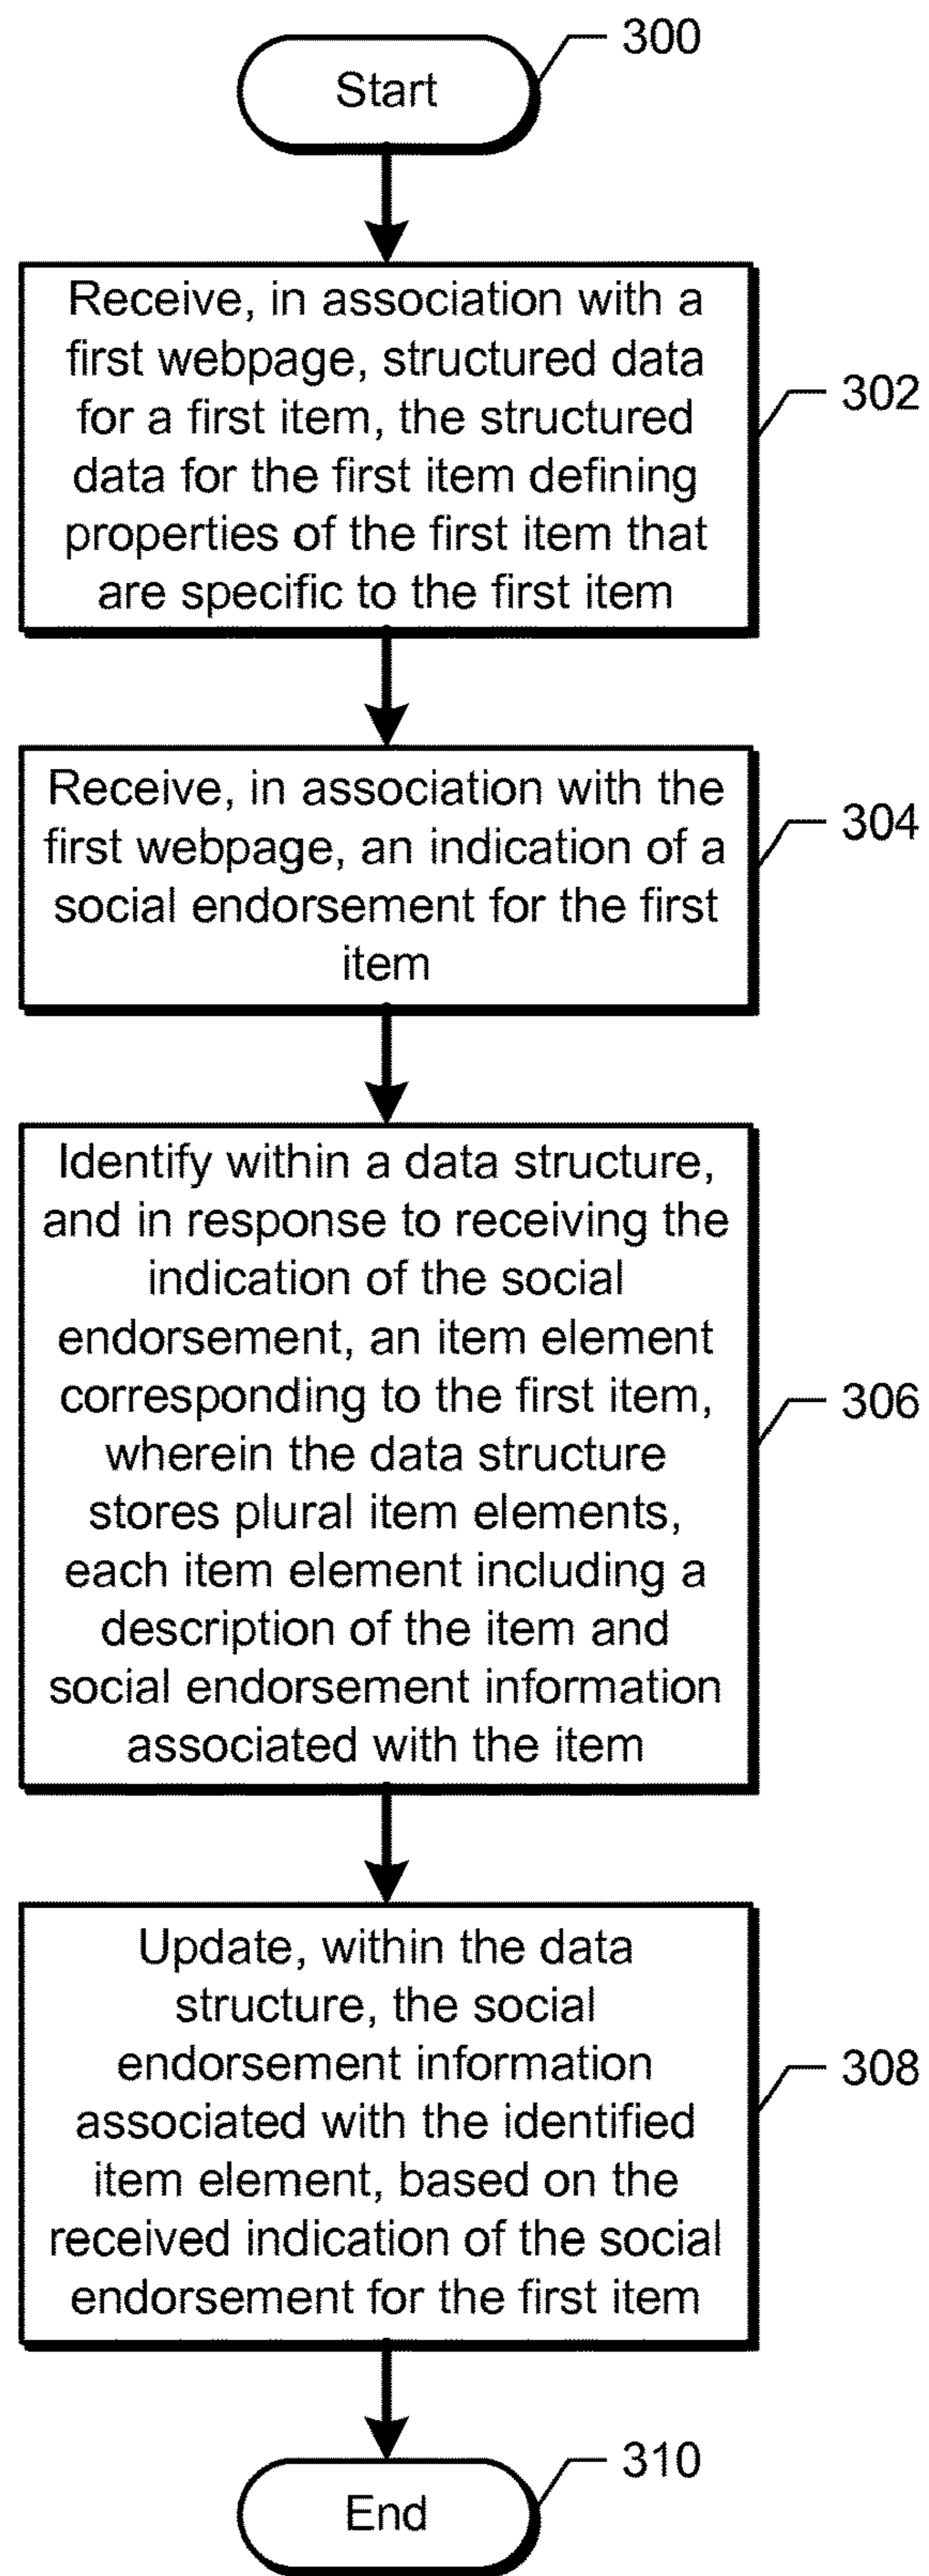 300
Start
Receive, in association with a
first webpage, structured data
for a first item, the structured
data for the first item defining
properties of the first item that
are specific to the first item
302
Receive, in association with the
first webpage, an indication of a
social endorsement for the first
item
304
Identify within a data structure,
and in response to receiving the
indication of the social
endorsement, an item element
corresponding to the first item,
wherein the data structure
stores plural item elements,
each item element including a
description of the item and
social endorsement information
associated with the item
306
Update, within the data
structure, the social
endorsement information
associated with the identified
item element, based on the
received indication of the social
endorsement for the first item
308
310
End